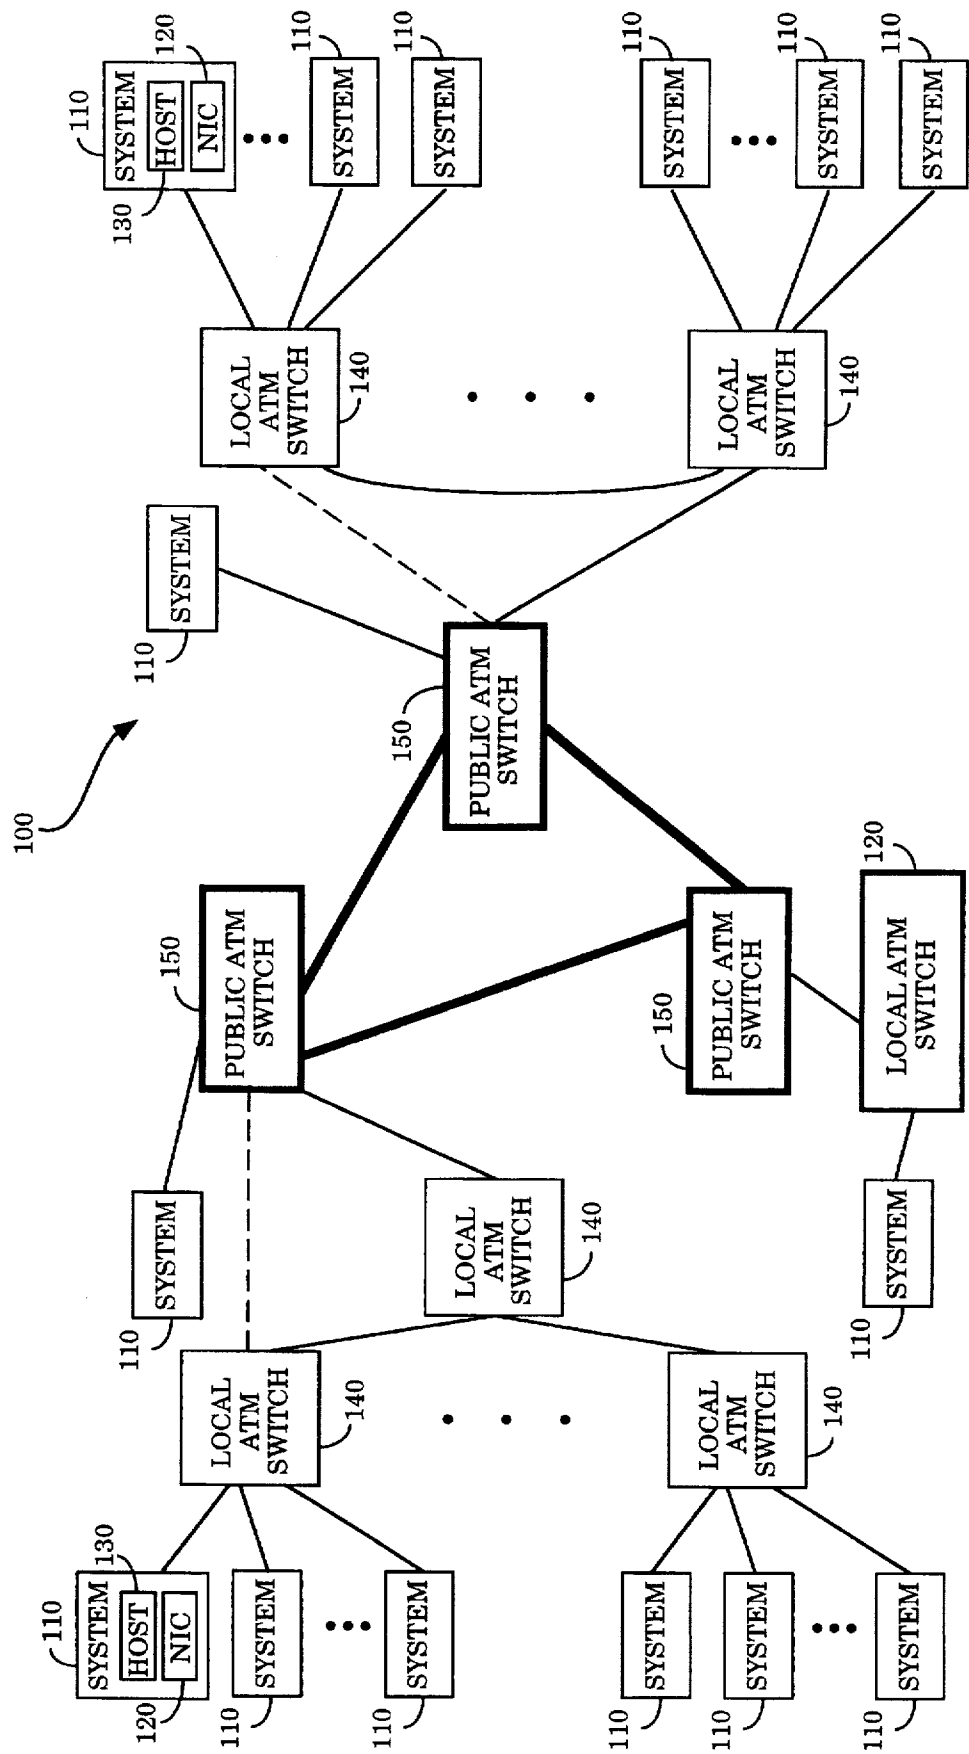 100
110
SYSTEM
HOST
130
NIC
120
110
SYSTEM
110
SYSTEM
LOCAL
ATM
SWITCH
140
110
SYSTEM
110
SYSTEM
110
SYSTEM
LOCAL
ATM
SWITCH
140
LOCAL
ATM
SWITCH
140
110
SYSTEM
150
PUBLIC ATM
SWITCH
150
PUBLIC ATM
SWITCH
110
SYSTEM
LOCAL ATM
SWITCH
120
150
PUBLIC ATM
SWITCH
110
SYSTEM
LOCAL
ATM
SWITCH
140
110
SYSTEM
130
HOST
NIC
120
SYSTEM
110
SYSTEM
110
LOCAL
ATM
SWITCH
140
SYSTEM
110
SYSTEM
110
SYSTEM
110